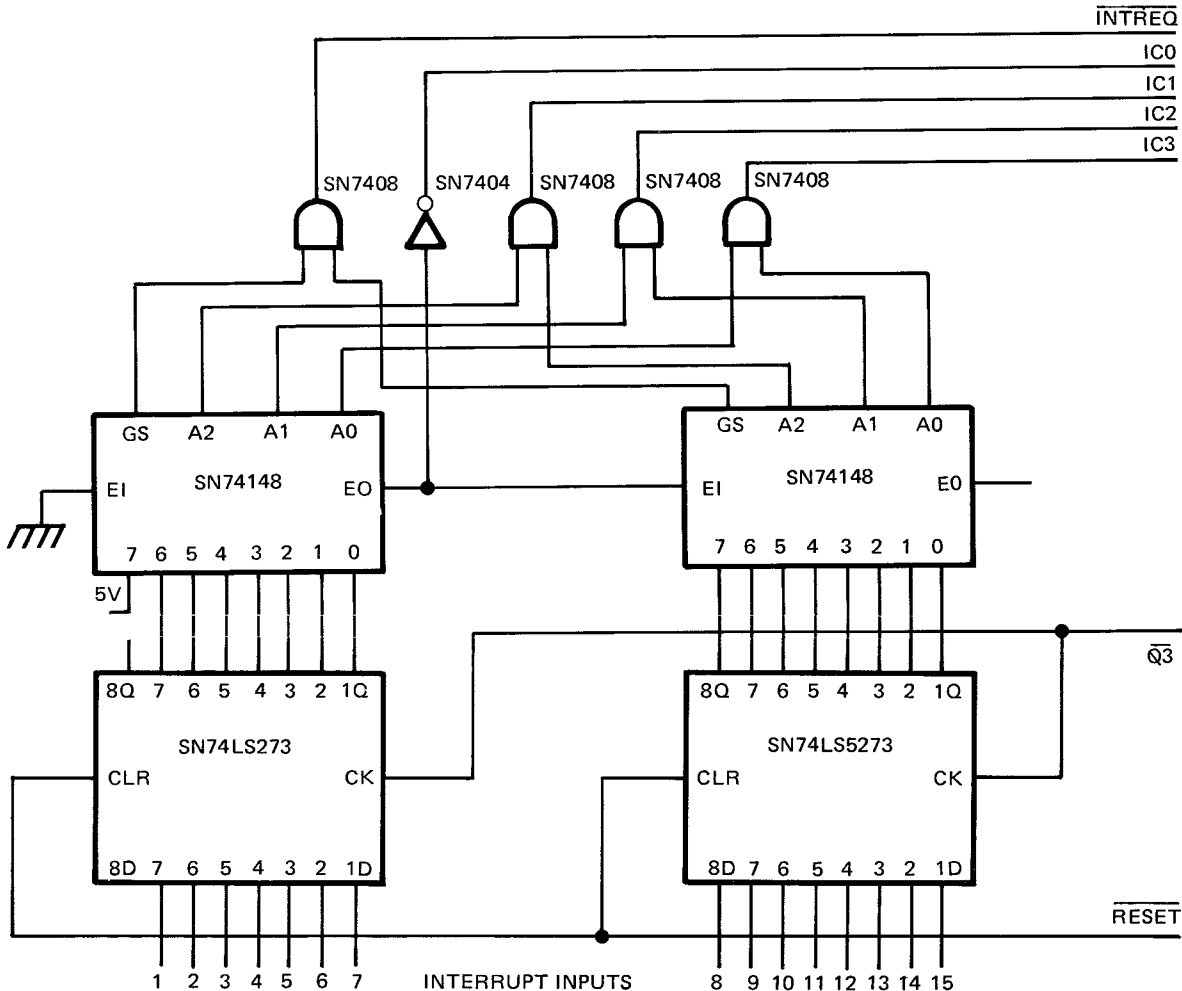 INTREQ
IC0
IC1
IC2
IC3
SN7408 SN7404 SN7408 SN7408 SN7408
GS A2 A1 A0
GS A2 A1 A0
EI SN74148 EO
EI SN74148 E0
7 6 5 4 3 2 1 0
7 6 5 4 3 2 1 0
5V
Q3
8Q 7 6 5 4 3 2 1Q
8Q 7 6 5 4 3 2 1Q
SN74LS273
SN74LS5273
CLR CK
CLR CK
8D 7 6 5 4 3 2 1D
8D 7 6 5 4 3 2 1D
RESET
1 2 3 4 5 6 7 INTERRUPT INPUTS 8 9 10 11 12 13 14 15